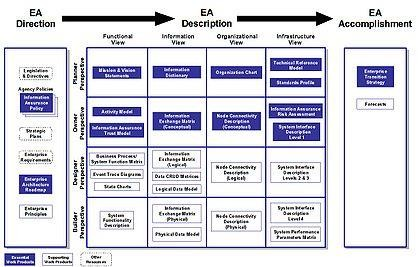 EA
Direction
EA
Description
EA
Accomplishment
Functional
View
Information
View
Organizational
View
Infrastructure
View
Legislation
& Directives
Agency Policies
Information
Assurance
Policy
Strategic
Plans
Enterprise
Requirements
Enterprise
Architecture
Roadmap
Enterprise
Principles
Planner
Perspective
Mission & Vision
Statements
Information
Dictionary
Organization Chart
Technical Reference
Model
Standards Profile
Owner
Perspective
Activity Model
Information Assurance
Trust Model
Information
Exchange Matrix
(Conceptual)
Node Connectivity
Description
(Conceptual)
Information Assurance
Risk Assessment
System Interface
Description
Level 1
Designer
Perspective
Business Process/
System Function Matrix
Event Trace Diagrams
State Charts
Information
Exchange Matrix
(Logical)
Data CRUD Matrices
Logical Data Model
Node Connectivity
Description
(Logical)
System Interface
Description
Levels 2 & 3
Builder
Perspective
System
Functionality
Description
Information
Exchange Matrix
(Physical)
Physical Data Model
Node Connectivity
Description
(Physical)
System Interface
Description
Level 4
System Performance
Parameters Matrix
Enterprise
Transition
Strategy
Forecasts
Essential
Work Products
Supporting
Work Products
Other
Resources